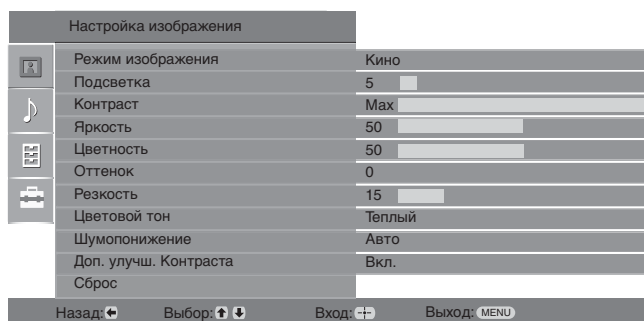 Настройка изображения
Режим изображения Кино
Подсветка 5
Контраст Max
Яркость 50
Цветность 50
Оттенок 0
Резкость 15
Цветовой тон Теплый
Шумопонижение Авто
Доп. улучш. Контраста Вкл.
Сброс
Назад: Выбор: Вход: Выход: MENU